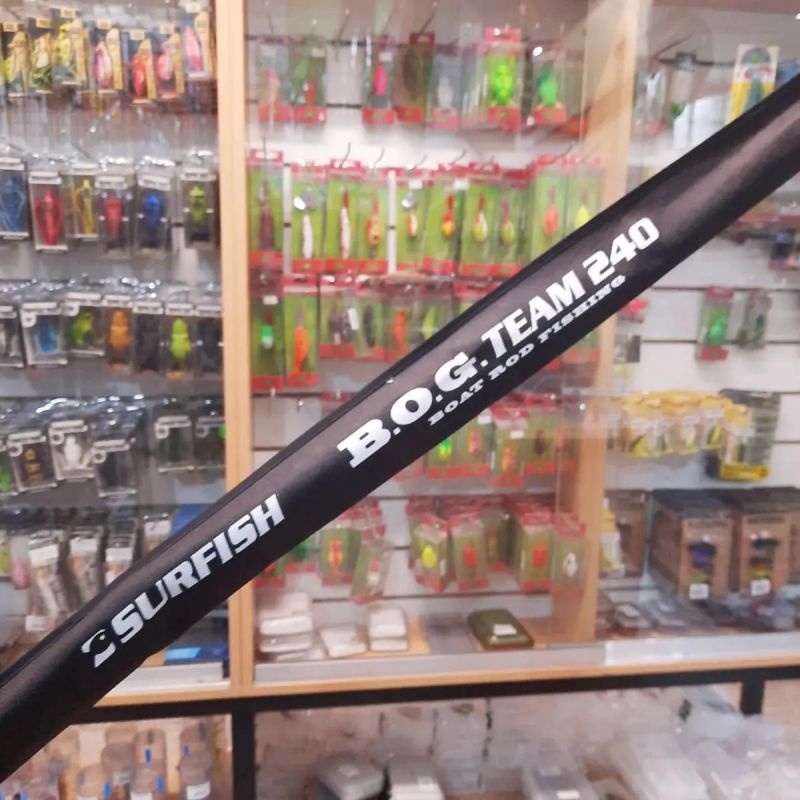 SURFISH
B.O.G. TEAM 240
BOAT ROD FISHING